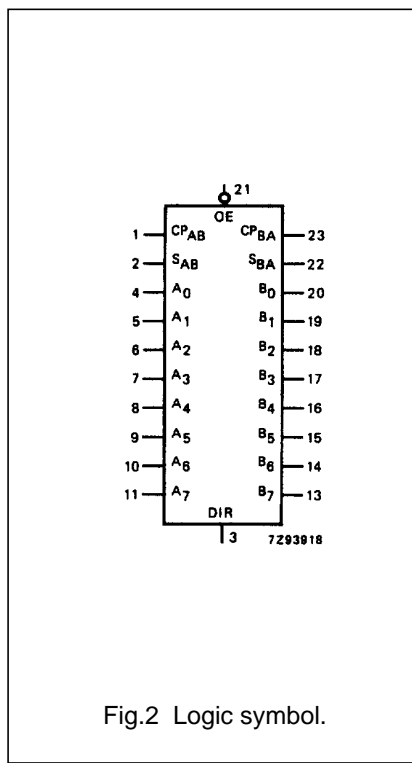 21
OE
1 CPAB CPBA 23
2 SAB SBA 22
4 A0 B0 20
5 A1 B1 19
6 A2 B2 18
7 A3 B3 17
8 A4 B4 16
9 A5 B5 15
10 A6 B6 14
11 A7 B7 13
DIR
3 7Z93918
Fig.2 Logic symbol.